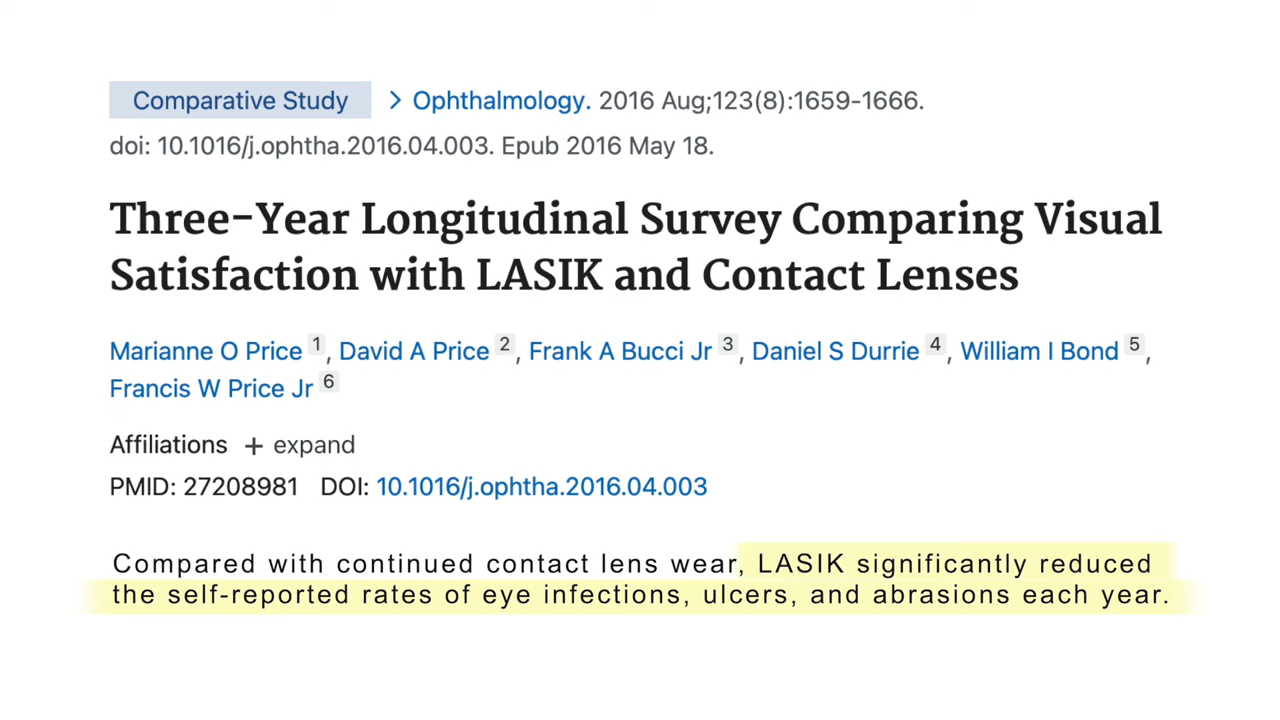 Comparative Study > Ophthalmology. 2016 Aug;123(8):1659-1666.
doi: 10.1016/j.ophtha.2016.04.003. Epub 2016 May 18.
Three-Year Longitudinal Survey Comparing Visual
Satisfaction with LASIK and Contact Lenses
Marianne O Price 1, David A Price 2, Frank A Bucci Jr 3, Daniel S Durrie 4, William I Bond 5,
Francis W Price Jr 6
Affiliations + expand
PMID: 27208981 DOI: 10.1016/j.ophtha.2016.04.003
Compared with continued contact lens wear, LASIK significantly reduced
the self-reported rates of eye infections, ulcers, and abrasions each year.